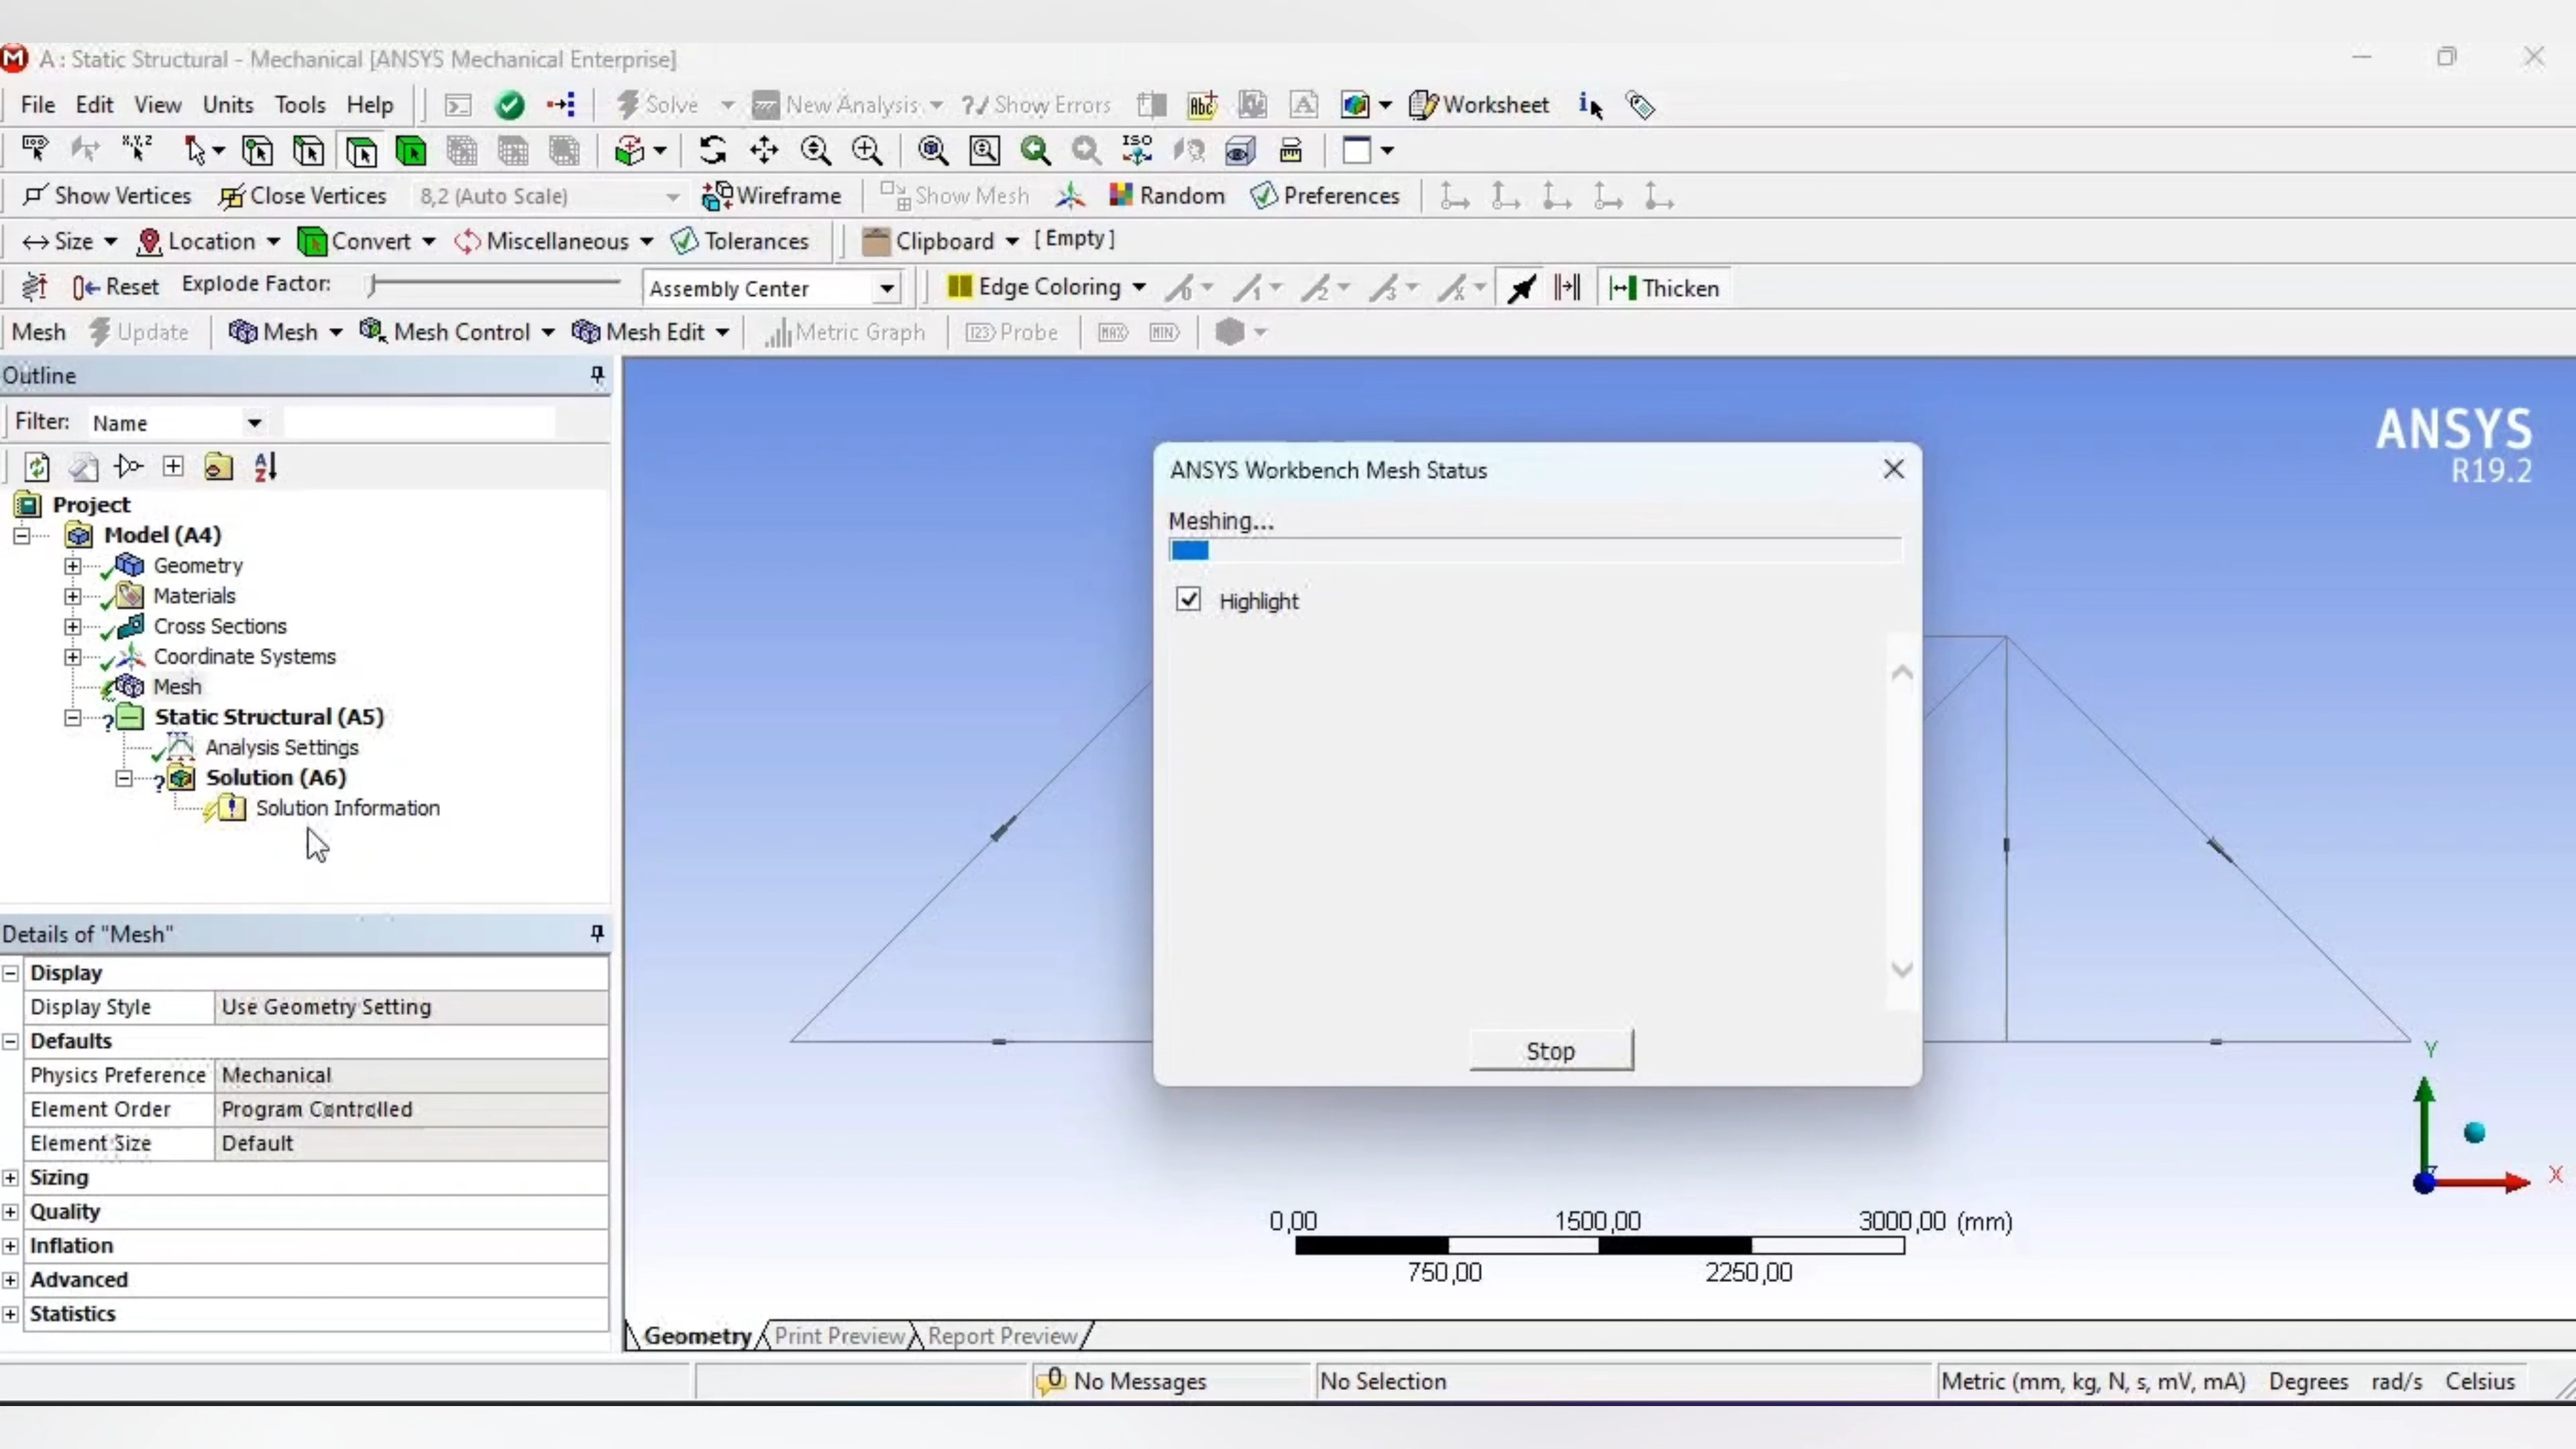 A : Static Structural - Mechanical [ANSYS Mechanical Enterprise]
File Edit View Units Tools Help Solve New Analysis ?/ Show Errors Worksheet
ISO
Show Vertices Close Vertices 8,2 (Auto Scale) Wireframe Show Mesh Random Preferences
Size Location Convert Miscellaneous Tolerances Clipboard [ Empty ]
Reset Explode Factor: Assembly Center Edge Coloring Thicken
Mesh Update Mesh Mesh Control Mesh Edit Metric Graph Probe MAX MIN
Outline
Filter: Name
Project
Model (A4)
Geometry
Materials
Cross Sections
Coordinate Systems
Mesh
Static Structural (A5)
Analysis Settings
Solution (A6)
Solution Information
Details of "Mesh"
Display
Display Style Use Geometry Setting
Defaults
Physics Preference Mechanical
Element Order Program Controlled
Element Size Default
Sizing
Quality
Inflation
Advanced
Statistics
ANSYS
R19.2
ANSYS Workbench Mesh Status
Meshing...
Highlight
Stop
Y
X
0,00 1500,00 3000,00 (mm)
750,00 2250,00
Geometry Print Preview Report Preview
0 No Messages No Selection Metric (mm, kg, N, s, mV, mA) Degrees rad/s Celsius